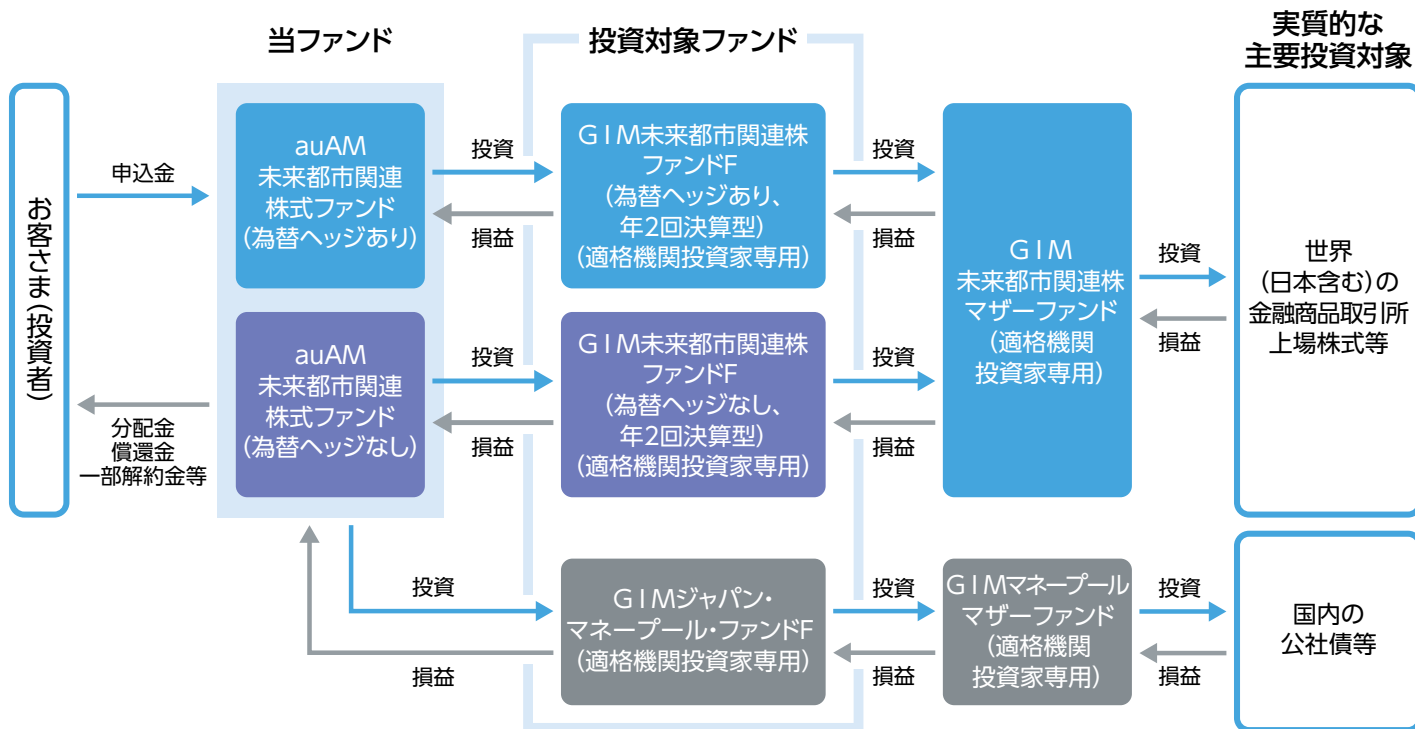 当ファンド
投資対象ファンド
実質的な
主要投資対象
お客さま(投資者)
申込金
分配金
償還金
一部解約金等
auAM
未来都市関連
株式ファンド
(為替ヘッジあり)
投資
損益
GIM未来都市関連株
ファンドF
(為替ヘッジあり、
年2回決算型)
(適格機関投資家専用)
投資
損益
auAM
未来都市関連
株式ファンド
(為替ヘッジなし)
投資
損益
GIM未来都市関連株
ファンドF
(為替ヘッジなし、
年2回決算型)
(適格機関投資家専用)
投資
損益
GIM
未来都市関連株
マザーファンド
(適格機関
投資家専用)
投資
損益
世界
(日本含む)の
金融商品取引所
上場株式等
投資
損益
GIMジャパン・
マネープール・ファンドF
(適格機関投資家専用)
投資
損益
GIMマネープール
マザーファンド
(適格機関
投資家専用)
投資
損益
国内の
公社債等